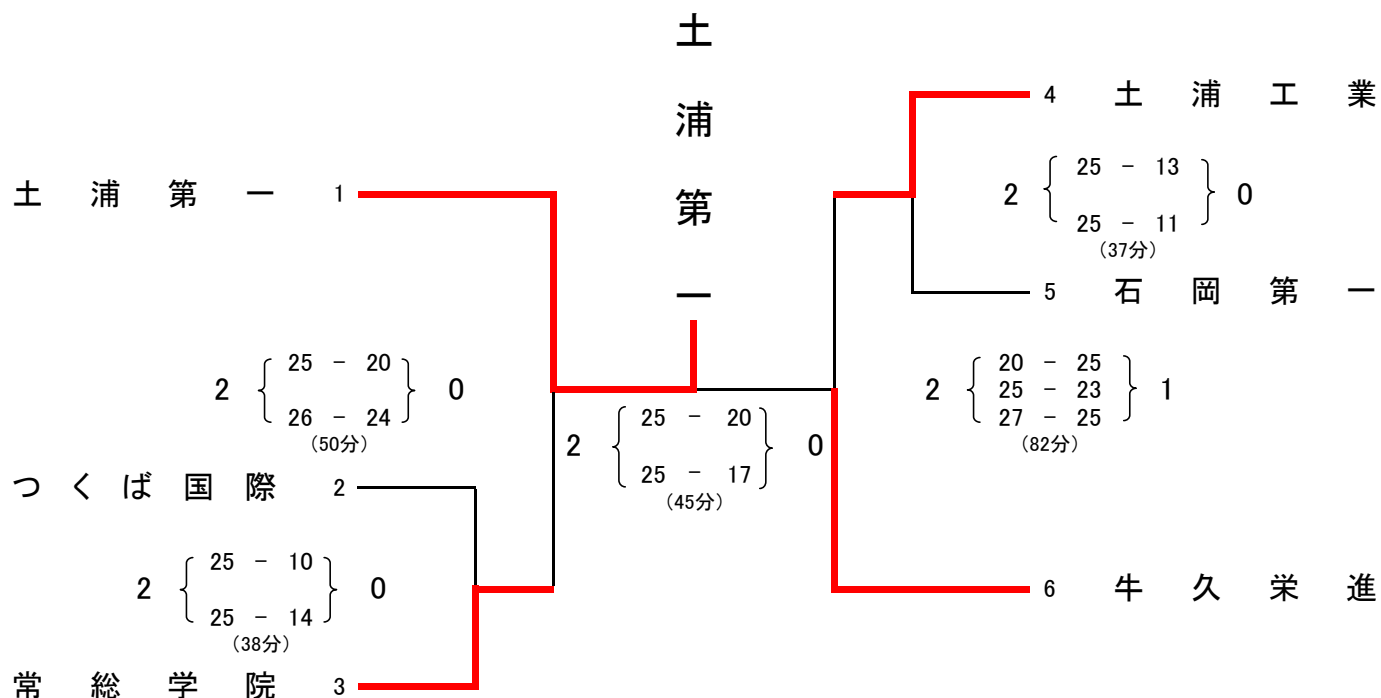 土浦第一
土浦第一 1
2 25 － 20 0
26 － 24
(50分)
つくば国際 2
2 25 － 10 0
25 － 14
(38分)
常総学院 3
2 25 － 20 0
25 － 17
(45分)
4 土浦工業
2 25 － 13 0
25 － 11
(37分)
5 石岡第一
20 － 25
2 25 － 23 1
27 － 25
(82分)
6 牛久栄進